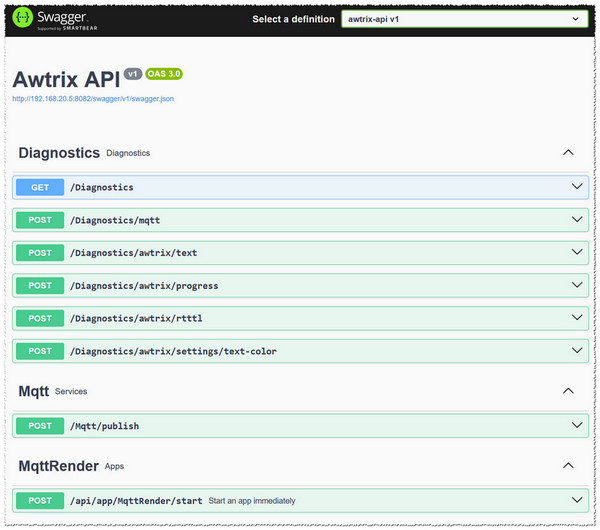 Swagger.
Supported by SMARTBEAR
Select a definition
awtrix-api v1
Awtrix API v1 OAS 3.0
http://192.168.20.5:8082/swagger/v1/swagger.json
Diagnostics Diagnostics
GET /Diagnostics
POST /Diagnostics/mqtt
POST /Diagnostics/awtrix/text
POST /Diagnostics/awtrix/progress
POST /Diagnostics/awtrix/rtttl
POST /Diagnostics/awtrix/settings/text-color
Mqtt Services
POST /Mqtt/publish
MqttRender Apps
POST /api/app/MqttRender/start Start an app immediately